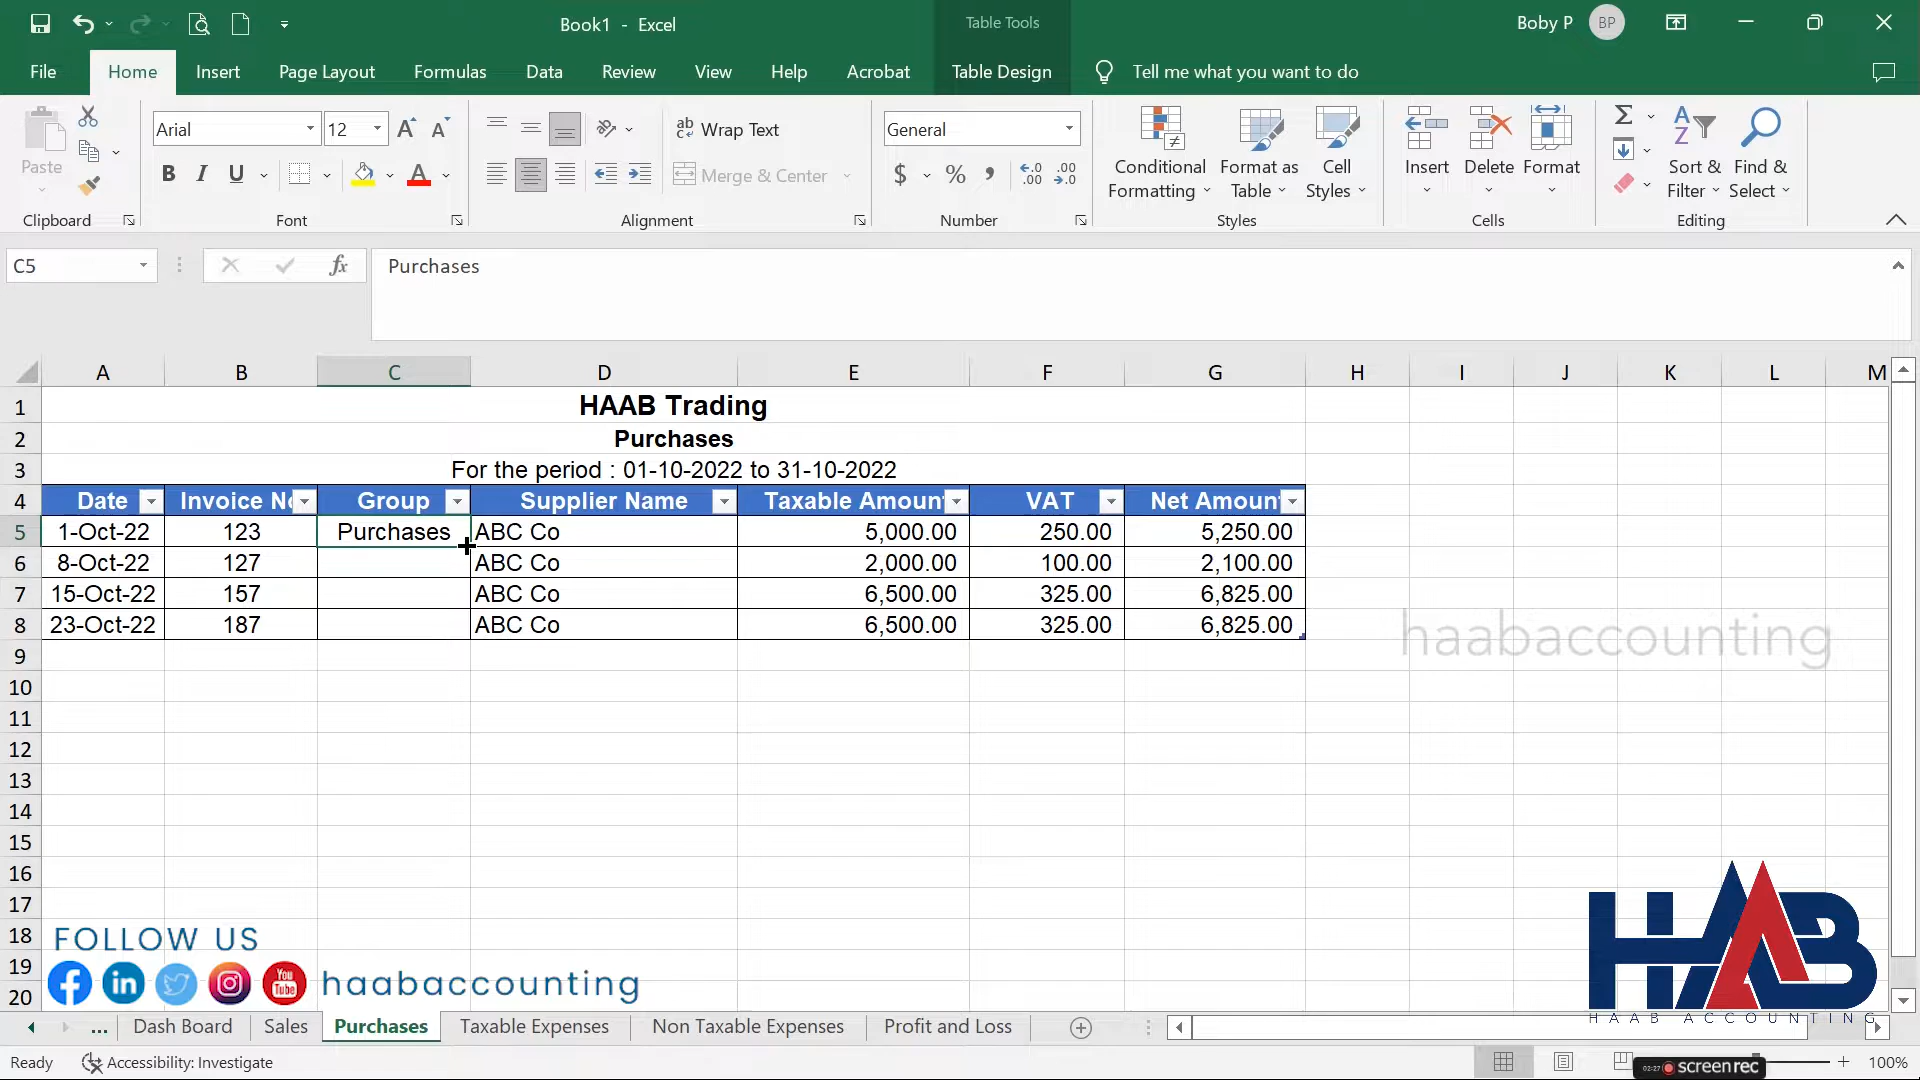 Book1 - Excel
Table Tools
Boby P
BP
File
Home
Insert
Page Layout
Formulas
Data
Review
View
Help
Acrobat
Table Design
Tell me what you want to do
Paste
Clipboard
Arial
12
B I U
Font
Wrap Text
Merge & Center
Alignment
General
Number
Conditional
Formatting
Format as
Table
Cell
Styles
Styles
Insert
Delete
Format
Cells
Sort &
Filter
Find &
Select
Editing
C5
fx
Purchases
A B C D E F G H I J K L M
1 HAAB Trading
2 Purchases
3 For the period : 01-10-2022 to 31-10-2022
4 Date Group Supplier Name VAT
5 1-Oct-22 123 Purchases ABC Co 5,000.00 250.00 5,250.00
6 8-Oct-22 127 ABC Co 2,000.00 100.00 2,100.00
7 15-Oct-22 157 ABC Co 6,500.00 325.00 6,825.00
8 23-Oct-22 187 ABC Co 6,500.00 325.00 6,825.00
haabaccounting
9
10
11
12
13
14
15
16
17
18
19
20
FOLLOW US
haabaccounting
HAAB
HAAB ACCOUNTING
... Dash Board Sales Purchases Taxable Expenses Non Taxable Expenses Profit and Loss
Ready Accessibility: Investigate
02:27 screenrec
100%